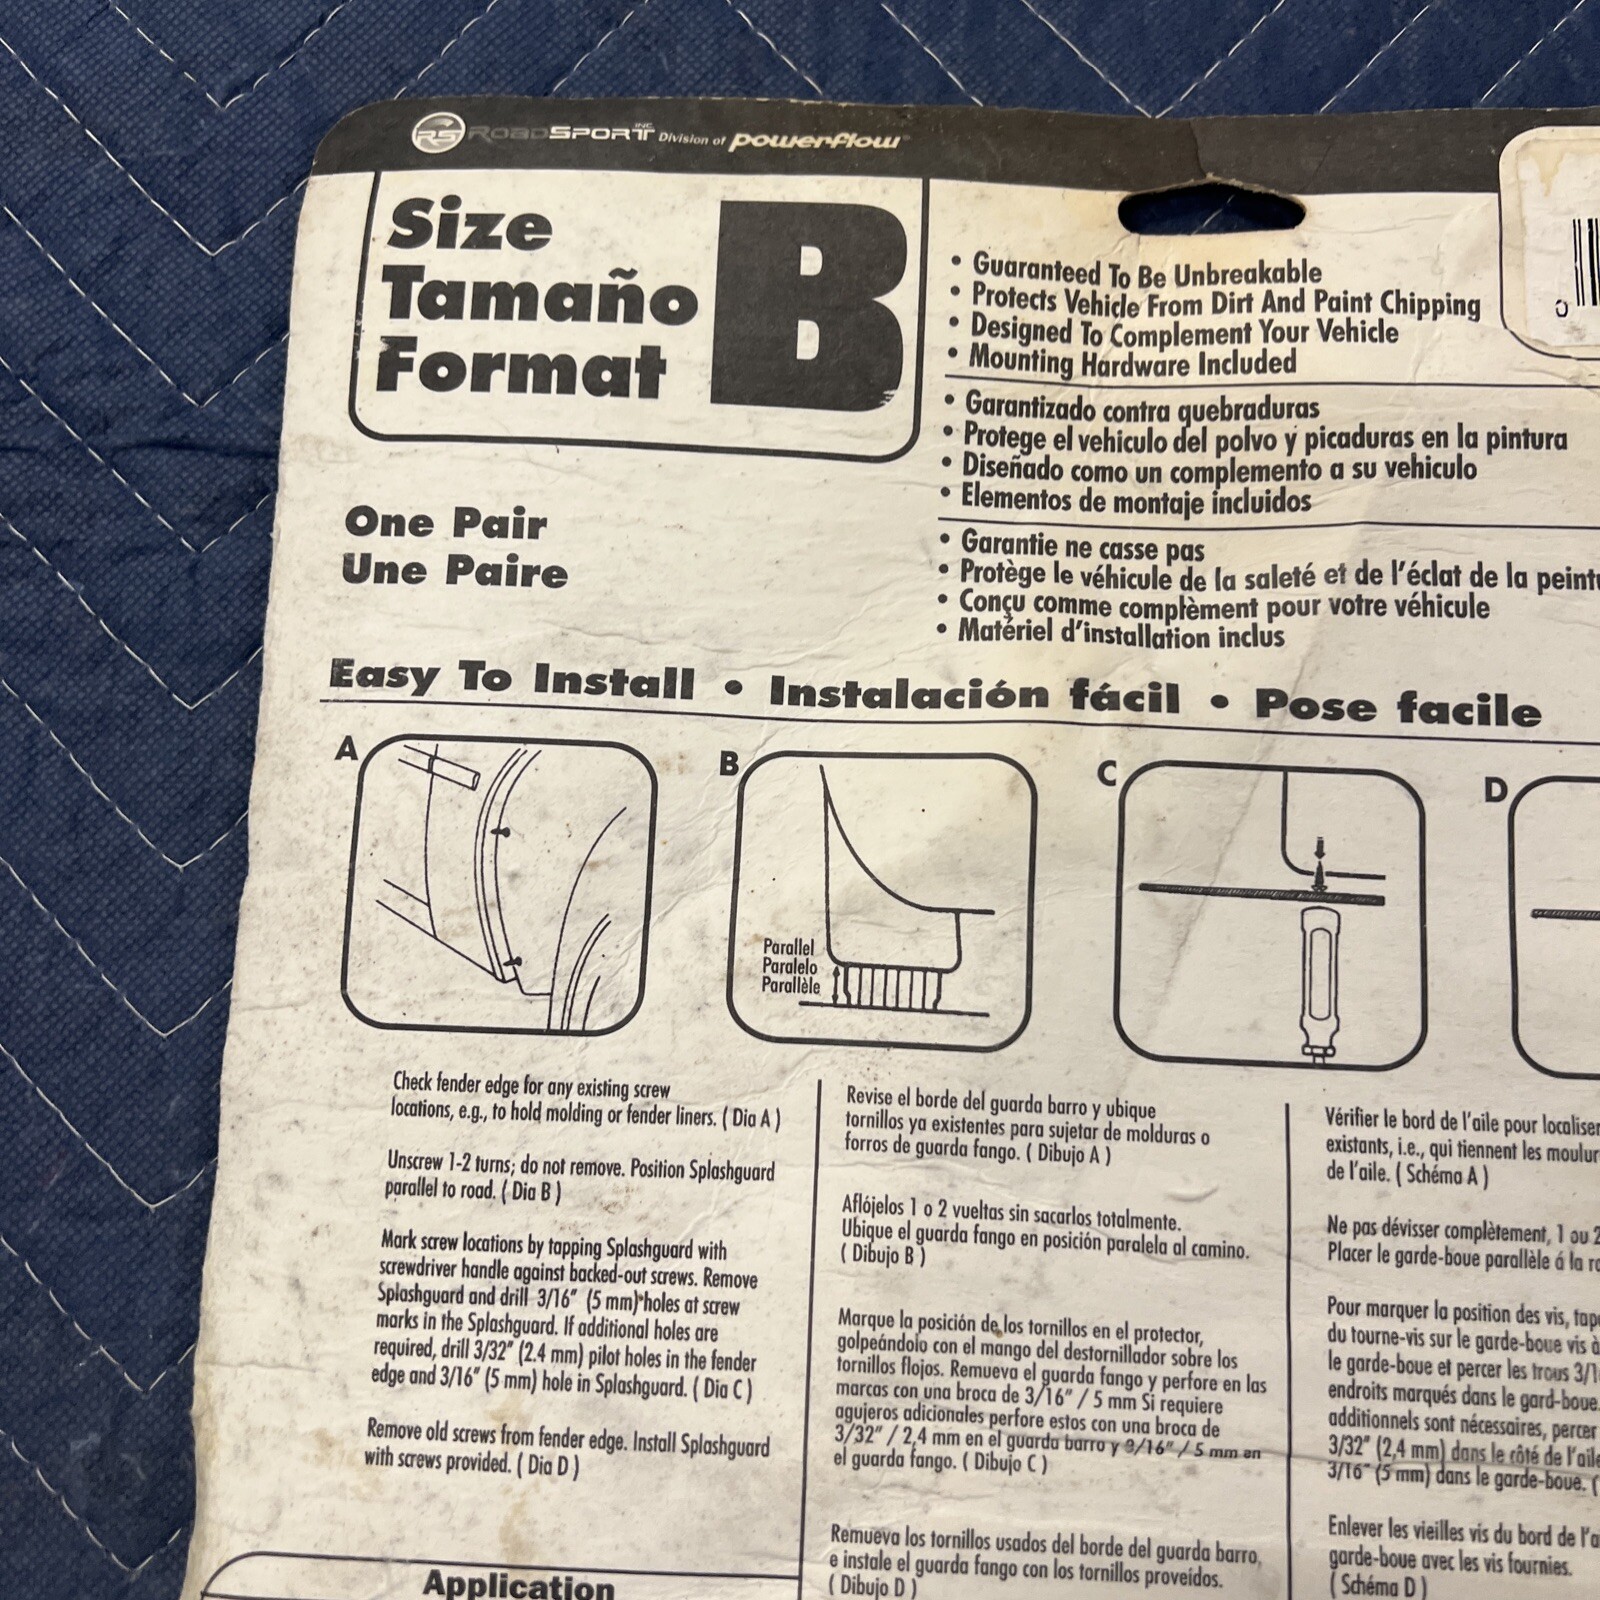 RS ROADSPORT INC. Division of powerflow
Size
Tamaño
Format
B
One Pair
Une Paire
• Guaranteed To Be Unbreakable
• Protects Vehicle From Dirt And Paint Chipping
• Designed To Complement Your Vehicle
• Mounting Hardware Included
• Garantizado contra quebraduras
• Protege el vehiculo del polvo y picaduras en la pintura
• Diseñado como un complemento a su vehiculo
• Elementos de montaje incluidos
• Garantie ne casse pas
• Protège le véhicule de la saleté et de l'éclat de la
• Conçu comme complèment pour votre véhicule
• Matériel d'installation inclus
0
Easy To Install • Instalación fácil • Pose facile
A
B
C
D
Parallel
Paralelo
Parallèle
Check fender edge for any existing screw
locations, e.g., to hold molding or fender liners. ( Dia A )
Unscrew 1-2 turns; do not remove. Position Splashguard
parallel to road. ( Dia B )
Mark screw locations by tapping Splashguard with
screwdriver handle against backed-out screws. Remove
Splashguard and drill 3/16" (5 mm) holes at screw
marks in the Splashguard. If additional holes are
required, drill 3/32" (2.4 mm) pilot holes in the fender
edge and 3/16" (5 mm) hole in Splashguard. ( Dia C )
Remove old screws from fender edge. Install Splashguard
with screws provided. ( Dia D )
Application
Revise el borde del guarda barro y ubique
tornillos ya existentes para sujetar de molduras o
forros de guarda fango. ( Dibujo A )
Aflójelos 1 o 2 vueltas sin sacarlos totalmente.
Ubique el guarda fango en posición paralela al camino.
( Dibujo B )
Marque la posición de los tornillos en el protector,
golpeándolo con el mango del destornillador sobre los
tornillos flojos. Remueva el guarda fango y perfore en las
marcas con una broca de 3/16" / 5 mm Si requiere
agujeros adicionales perfore estos con una broca de
3/32" / 2,4 mm en el guarda barro y 3/16" / 5 mm en
el guarda fango. ( Dibujo C )
Remueva los tornillos usados del borde del guarda barro,
e instale el guarda fango con los tornillos proveídos.
( Dibujo D )
Vérifier le bord de l'aile pour localiser
existants, i.e., qui tiennent les
de l'aile. ( Schéma A )
Ne pas dévisser complètement, 1 ou 2
Placer le garde-boue parallèle á la
Pour marquer la position des vis,
du tourne-vis sur le garde-boue vis à
le garde-boue et percer les trous
endroits marqués dans le gard-boue.
additionnels sont nécessaires, percer
3/32" (2,4 mm) dans le côté de l'aile
3/16" (5 mm) dans le garde-boue. (
Enlever les vieilles vis du bord de
garde-boue avec les vis fournies.
( Schéma D )